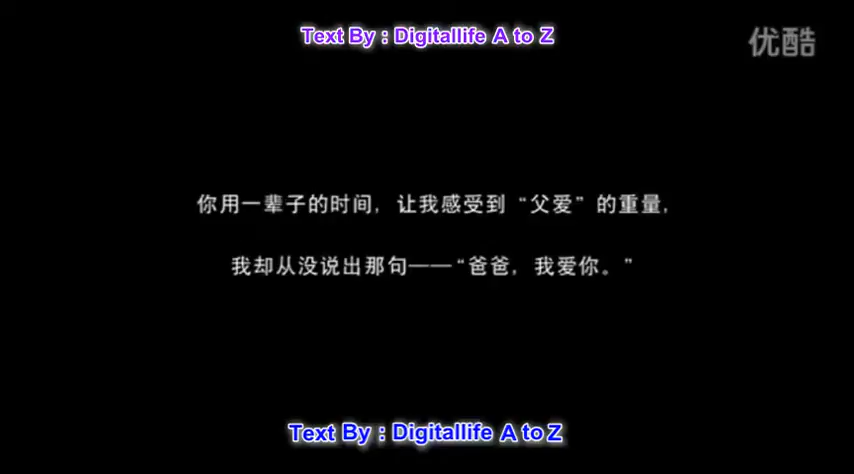 Text By : Digitallife A to Z
优酷
你用一辈子的时间，让我感受到“父爱”的重量，
我却从没说出那句——“爸爸，我爱你。”
Text By : Digitallife A to Z